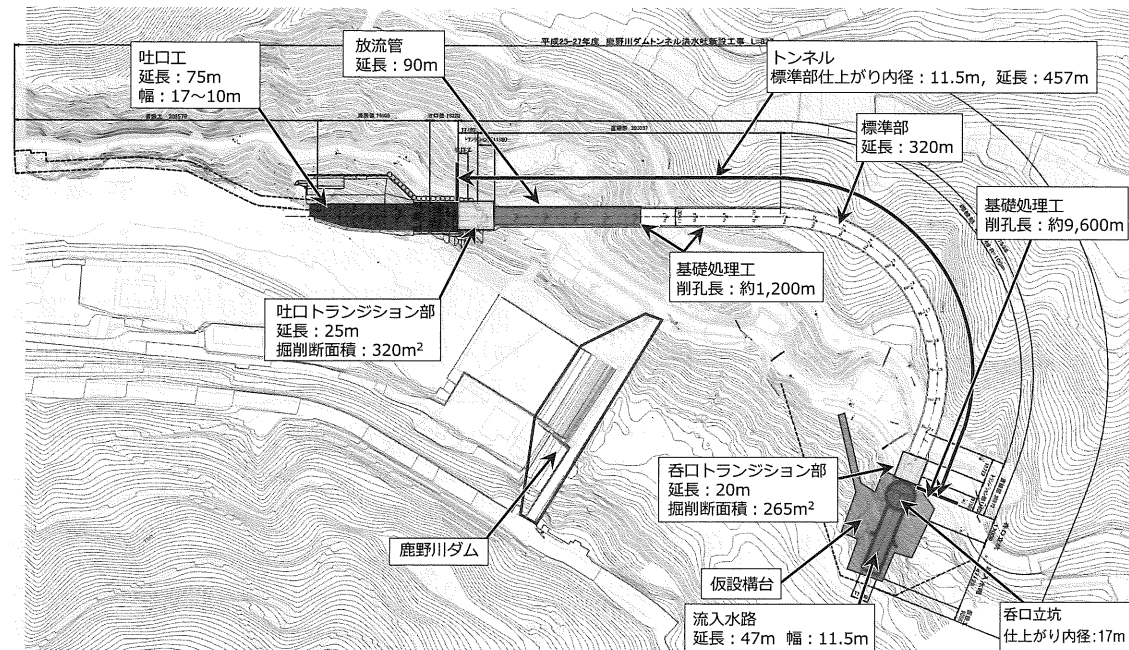 平成23-27年度 鹿野川ダムトンネル洪水吐新設工事
吐口工
延長：75m
幅：17～10m
放流管
延長：90m
トンネル
標準部仕上がり内径：11.5m，延長：457m
標準部
延長：320m
基礎処理工
削孔長：約9,600m
基礎処理工
削孔長：約1,200m
吐口トランジション部
延長：25m
掘削断面積：320m²
呑口トランジション部
延長：20m
掘削断面積：265m²
鹿野川ダム
仮設構台
流入水路
延長：47m 幅：11.5m
呑口立坑
仕上がり内径：17m